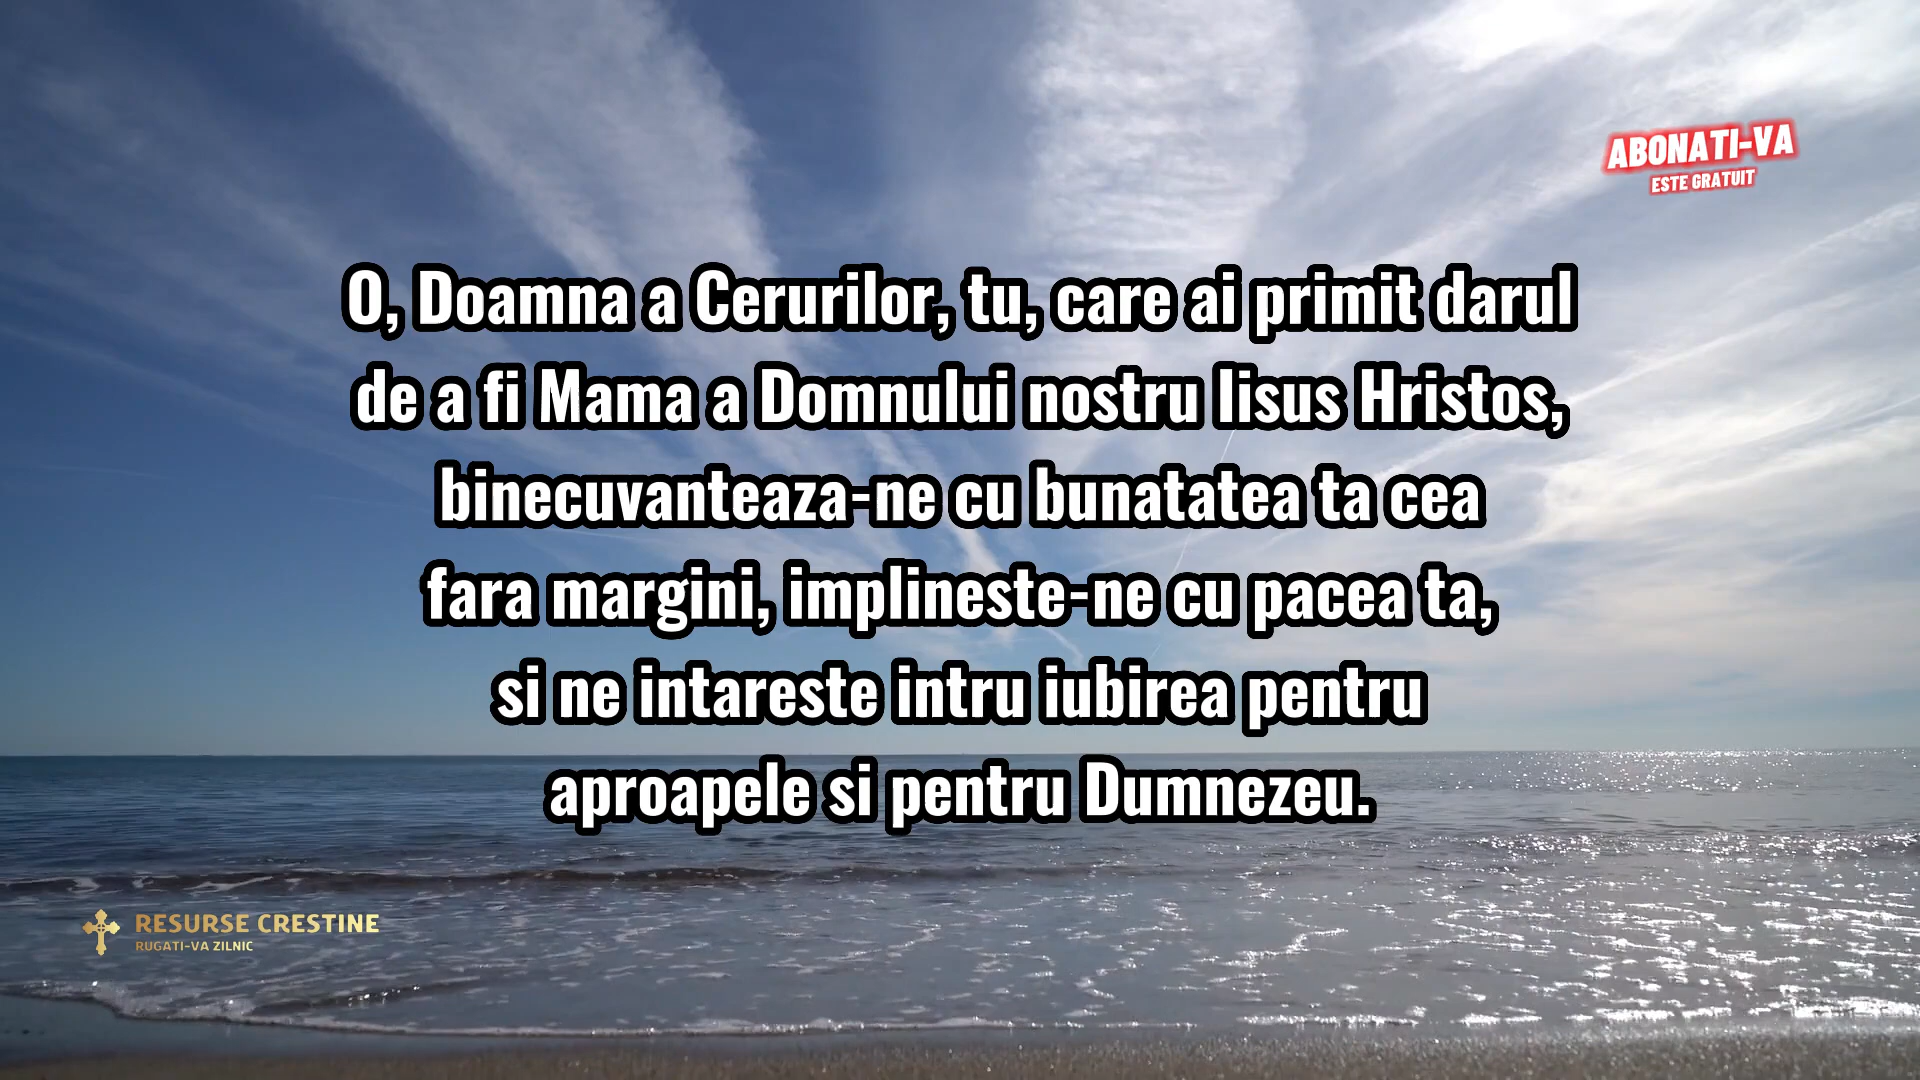 ABONATI-VA
ESTE GRATUIT
O, Doamna a Cerurilor, tu, care ai primit darul
de a fi Mama a Domnului nostru Iisus Hristos,
binecuvanteaza-ne cu bunatatea ta cea
fara margini, implineste-ne cu pacea ta,
si ne intareste intru iubirea pentru
aproapele si pentru Dumnezeu.
RESURSE CRESTINE
RUGATI-VA ZILNIC